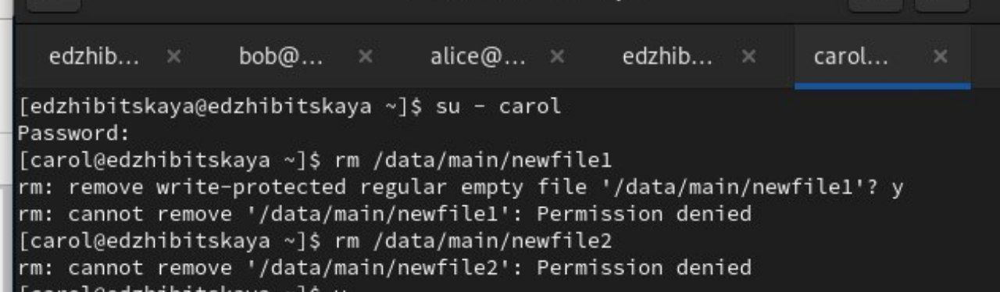 edzhib... × bob@... × alice@... × edzhib... × carol... ×
[edzhibitskaya@edzhibitskaya ~]$ su - carol
Password:
[carol@edzhibitskaya ~]$ rm /data/main/newfile1
rm: remove write-protected regular empty file '/data/main/newfile1'? y
rm: cannot remove '/data/main/newfile1': Permission denied
[carol@edzhibitskaya ~]$ rm /data/main/newfile2
rm: cannot remove '/data/main/newfile2': Permission denied
[carol@edzhibitskaya ~]$